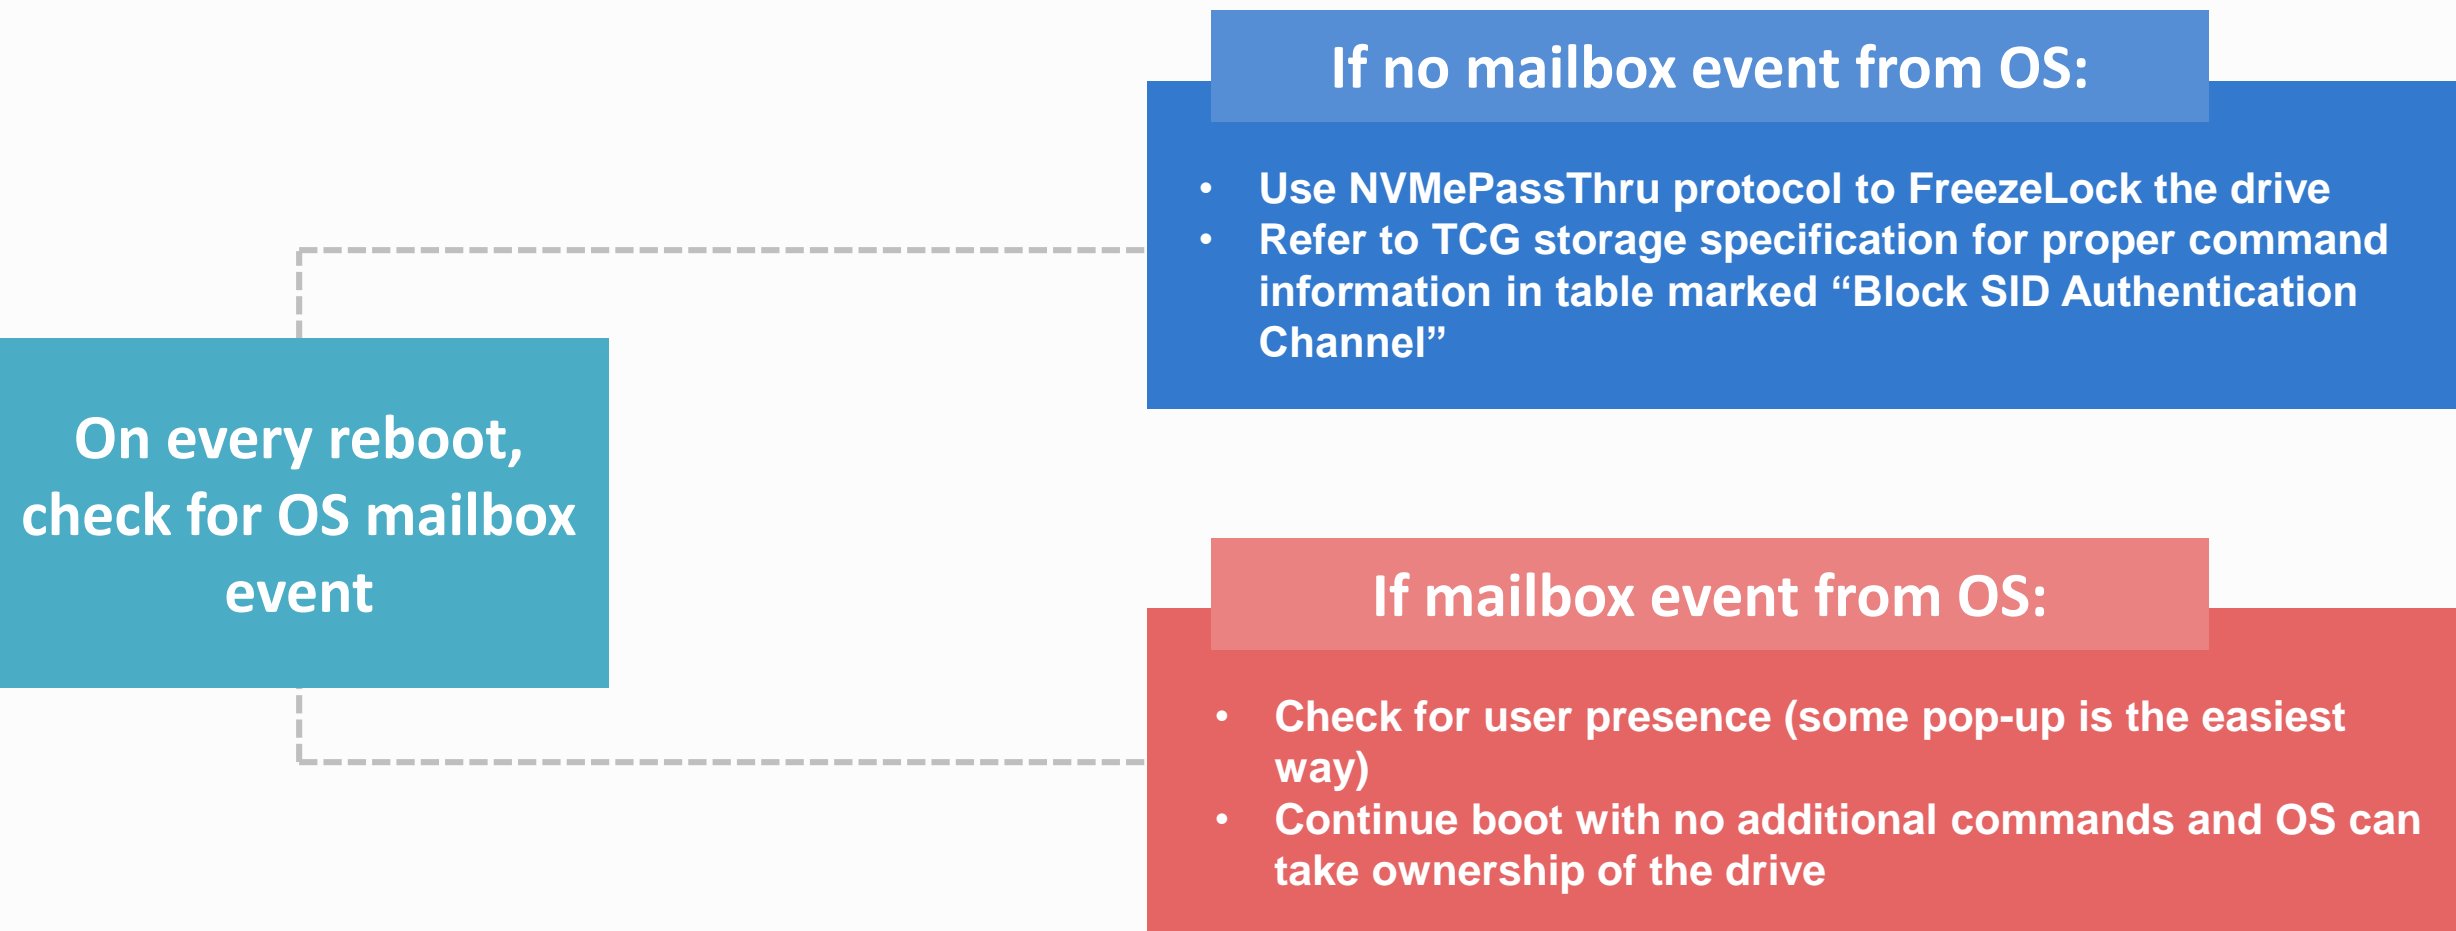 On every reboot,
check for OS mailbox
event
If no mailbox event from OS:
• Use NVMePassThru protocol to FreezeLock the drive
• Refer to TCG storage specification for proper command
information in table marked “Block SID Authentication
Channel”
If mailbox event from OS:
• Check for user presence (some pop-up is the easiest
way)
• Continue boot with no additional commands and OS can
take ownership of the drive